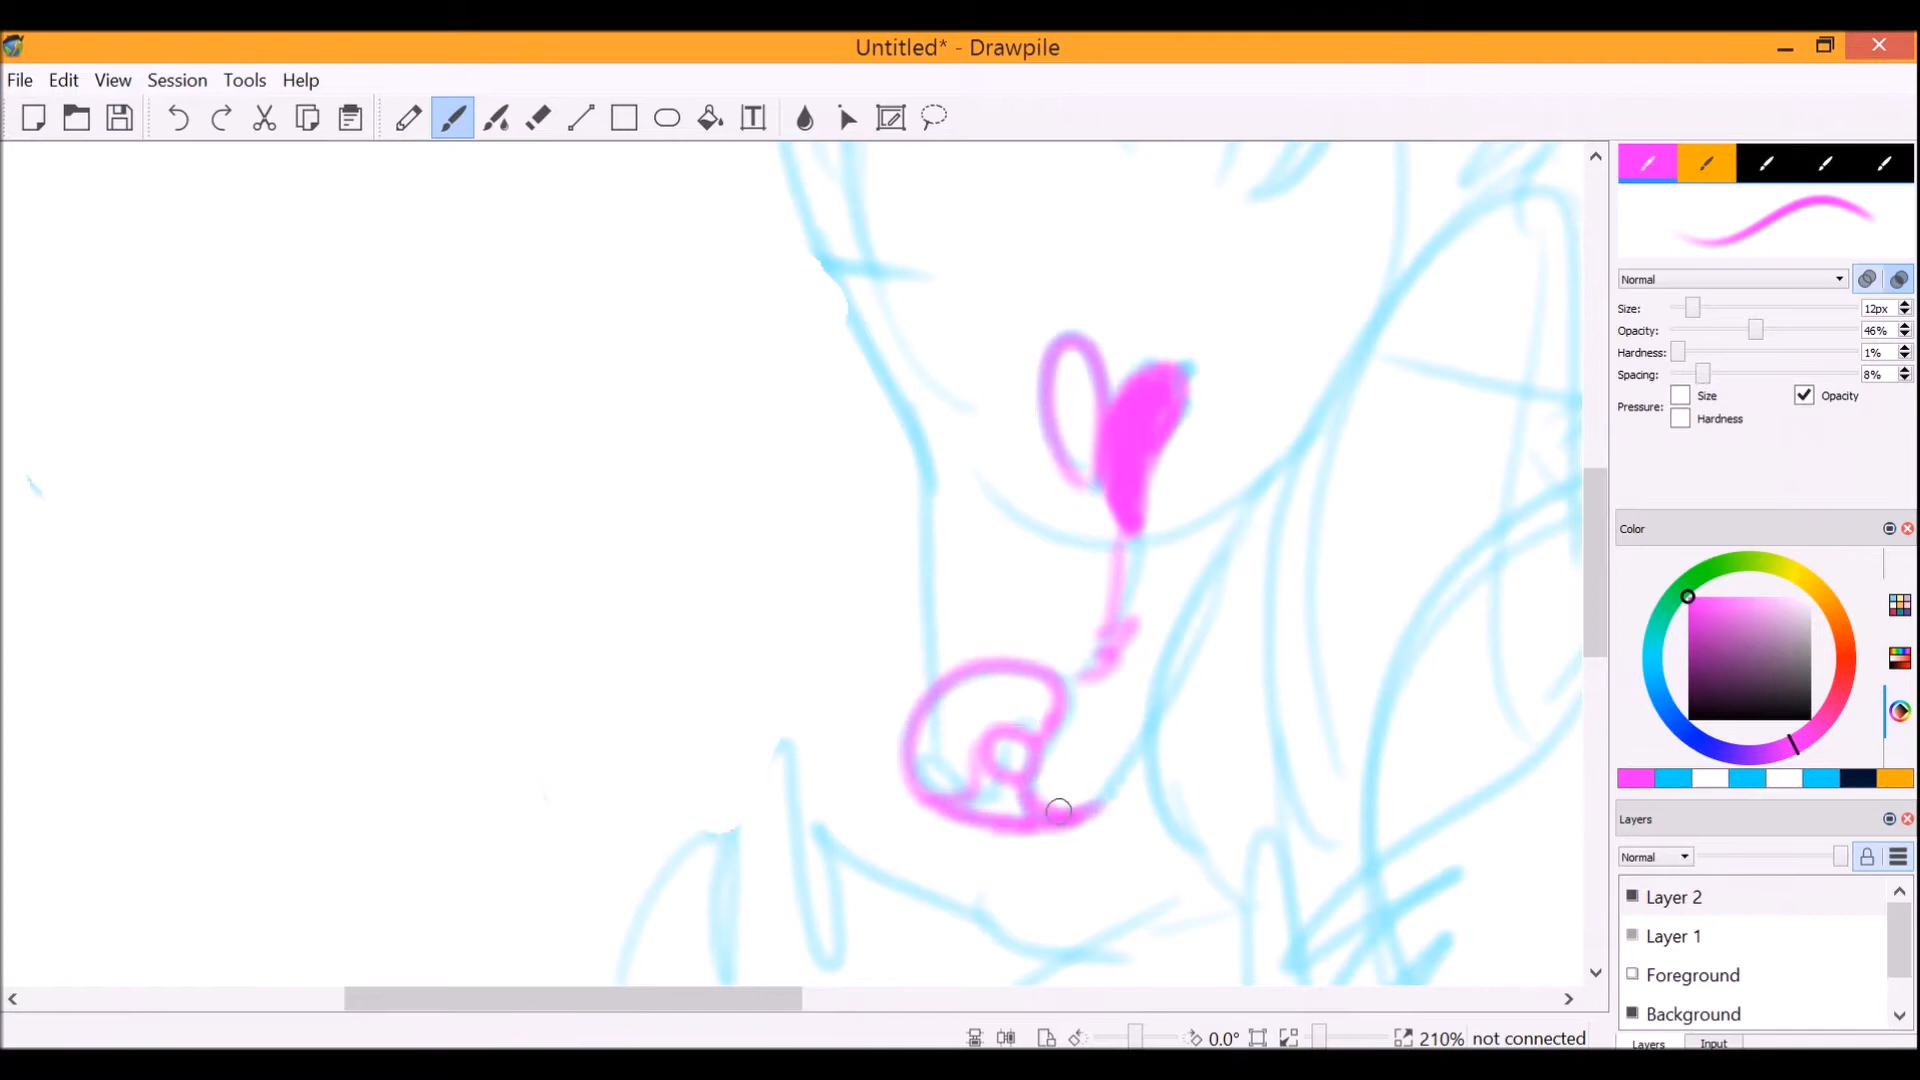 Untitled* - Drawpile
File Edit View Session Tools Help
Normal
Size: 12px
Opacity: 46%
Hardness: 1%
Spacing: 8%
Pressure: Size Opacity
Hardness
Color
Layers
Normal
Layer 2
Layer 1
Foreground
Background
Layers Input
0.0° 210% not connected